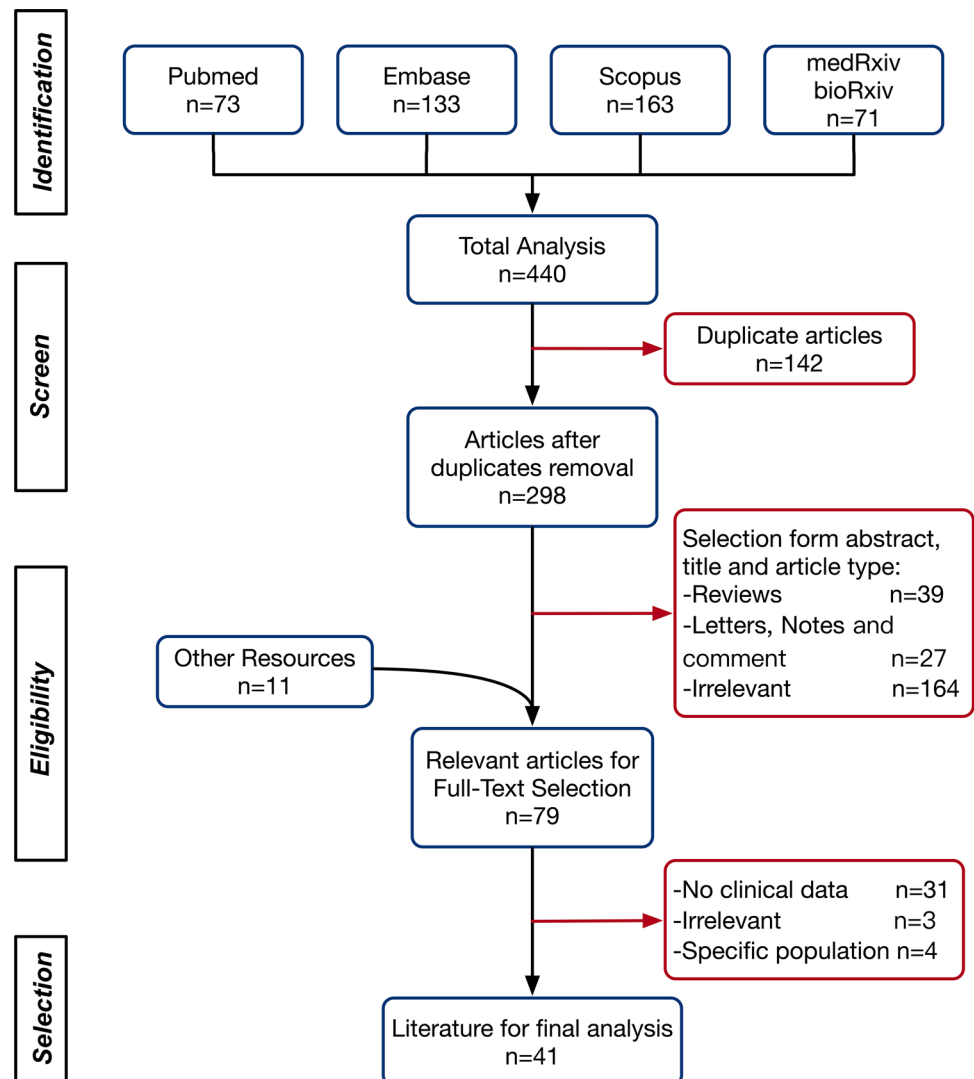 Identification
Pubmed
n=73
Embase
n=133
Scopus
n=163
medRxiv
bioRxiv
n=71
Total Analysis
n=440
Screen
Duplicate articles
n=142
Articles after
duplicates removal
n=298
Eligibility
Selection form abstract,
title and article type:
-Reviews n=39
-Letters, Notes and
comment n=27
-Irrelevant n=164
Other Resources
n=11
Relevant articles for
Full-Text Selection
n=79
-No clinical data n=31
-Irrelevant n=3
-Specific population n=4
Selection
Literature for final analysis
n=41